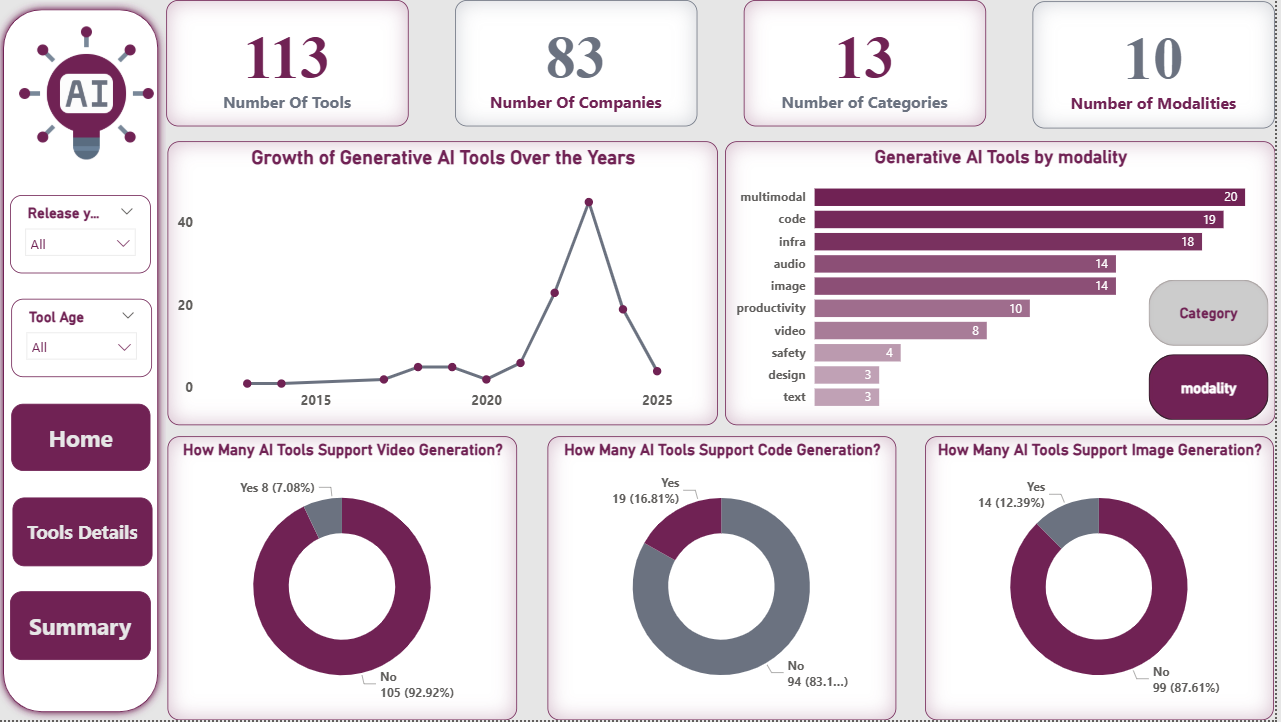 AI
Release y...
All
Tool Age
All
Home
Tools Details
Summary
113
Number Of Tools
83
Number Of Companies
13
Number of Categories
10
Number of Modalities
Growth of Generative AI Tools Over the Years
40
20
0
2015
2020
2025
Generative AI Tools by modality
multimodal 20
code 19
infra 18
audio 14
image 14
productivity 10
video 8
safety 4
design 3
text 3
Category
modality
How Many AI Tools Support Video Generation?
Yes 8 (7.08%)
No
105 (92.92%)
How Many AI Tools Support Code Generation?
Yes
19 (16.81%)
No
94 (83.1...)
How Many AI Tools Support Image Generation?
Yes
14 (12.39%)
No
99 (87.61%)